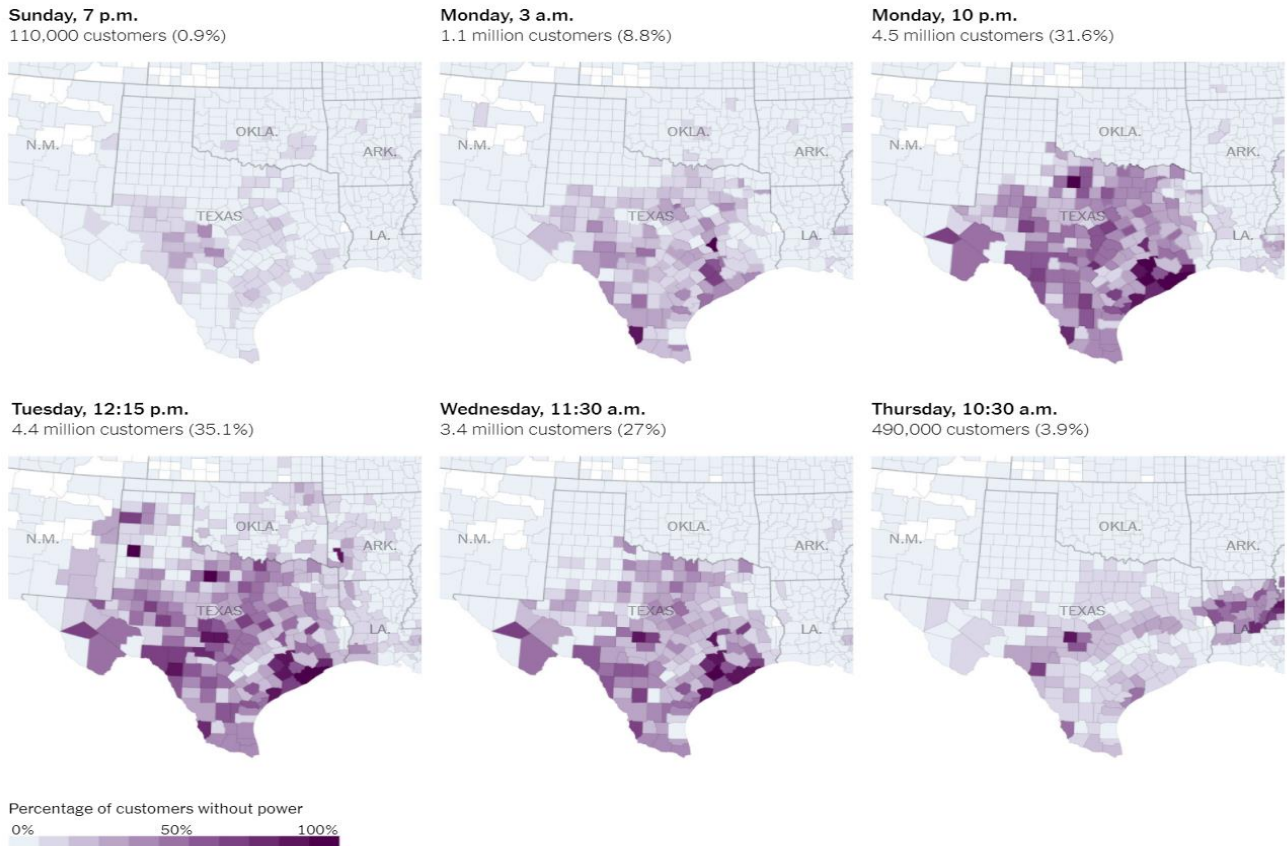 Sunday, 7 p.m.
110,000 customers (0.9%)
OKLA.
N.M.
ARK.
TEXAS
LA.
Monday, 3 a.m.
1.1 million customers (8.8%)
OKLA.
N.M.
ARK.
TEXAS
LA.
Monday, 10 p.m.
4.5 million customers (31.6%)
OKLA.
N.M.
ARK.
TEXAS
LA.
Tuesday, 12:15 p.m.
4.4 million customers (35.1%)
OKLA.
N.M.
ARK.
TEXAS
LA.
Wednesday, 11:30 a.m.
3.4 million customers (27%)
OKLA.
N.M.
ARK.
TEXAS
LA.
Thursday, 10:30 a.m.
490,000 customers (3.9%)
OKLA.
N.M.
ARK.
TEXAS
LA.
Percentage of customers without power
0% 50% 100%